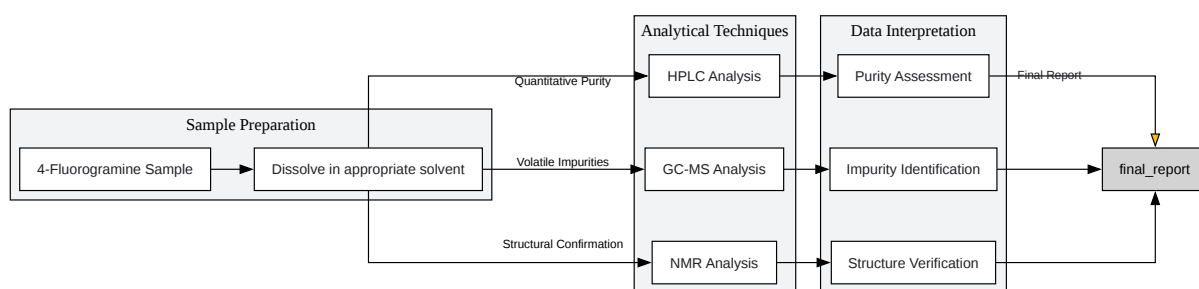 Sample Preparation
4-Fluorogramine Sample
Dissolve in appropriate solvent
Quantitative Purity
Volatile Impurities
Structural Confirmation
Analytical Techniques
HPLC Analysis
GC-MS Analysis
NMR Analysis
Data Interpretation
Purity Assessment
Impurity Identification
Structure Verification
Final Report
final_report